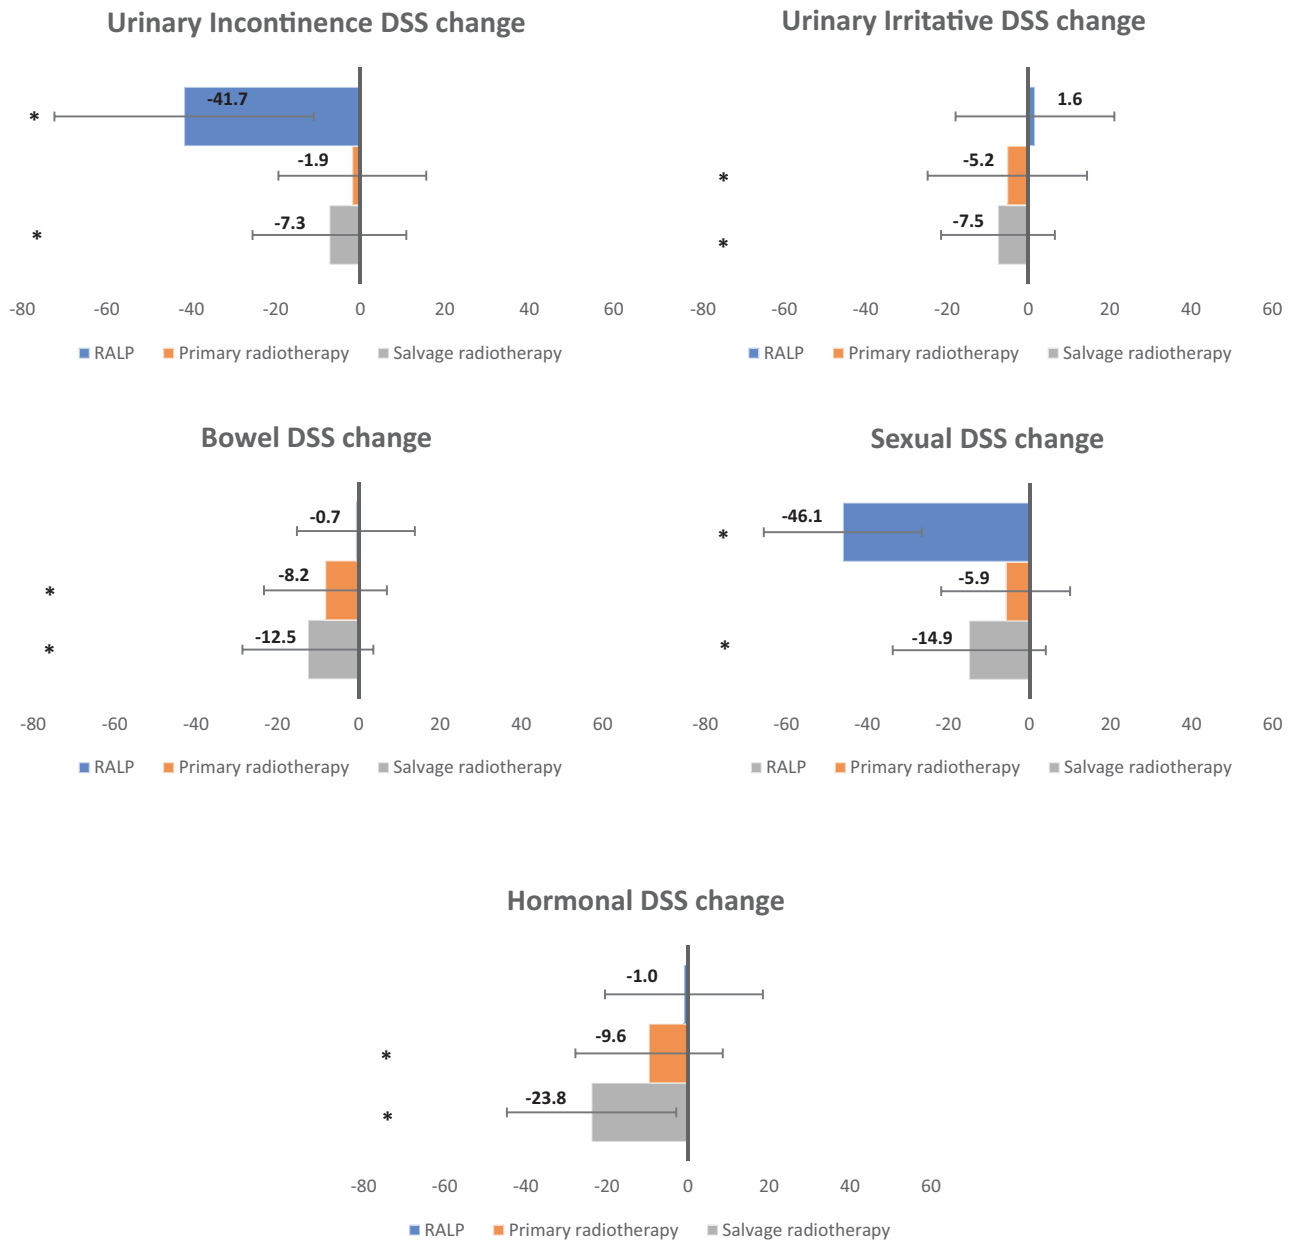 Urinary Incontinence DSS change
* -41.7
-1.9
* -7.3
-80 -60 -40 -20 0 20 40 60
RALP Primary radiotherapy Salvage radiotherapy
Urinary Irritative DSS change
1.6
* -5.2
* -7.5
-80 -60 -40 -20 0 20 40 60
RALP Primary radiotherapy Salvage radiotherapy
Bowel DSS change
-0.7
* -8.2
* -12.5
-80 -60 -40 -20 0 20 40 60
RALP Primary radiotherapy Salvage radiotherapy
Sexual DSS change
* -46.1
-5.9
* -14.9
-80 -60 -40 -20 0 20 40 60
RALP Primary radiotherapy Salvage radiotherapy
Hormonal DSS change
-1.0
* -9.6
* -23.8
-80 -60 -40 -20 0 20 40 60
RALP Primary radiotherapy Salvage radiotherapy